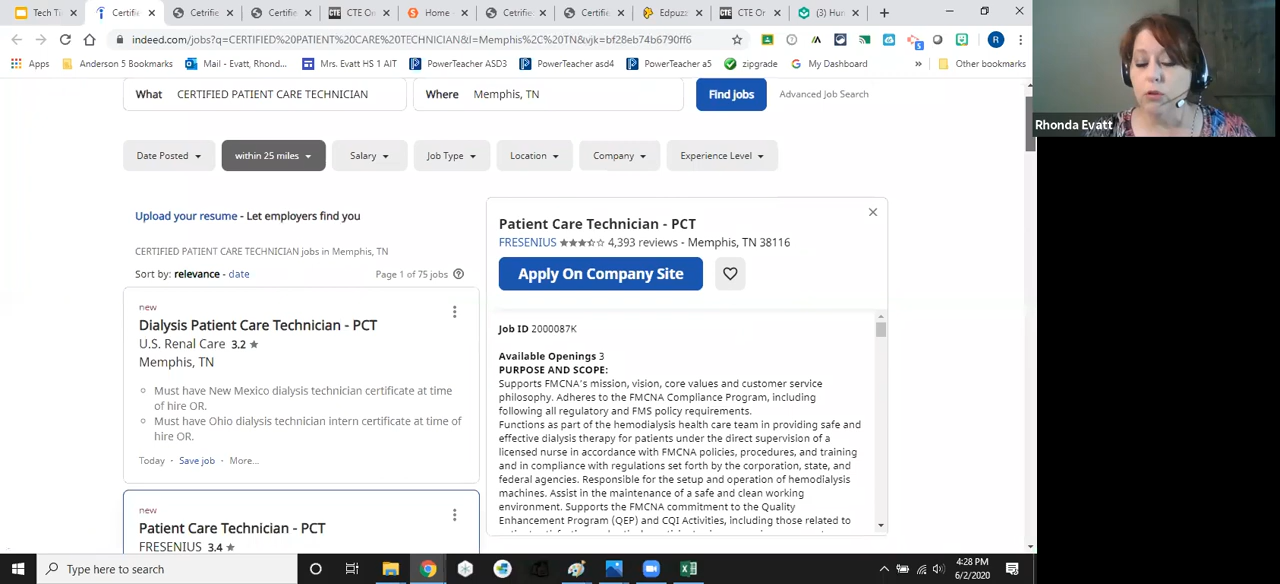 Tech Ti
Certifie
Cetrifie
Certifie
CTE Or
Home
Cetrific
Certifie
Edpuzz
CTE Or
(3) Hur
indeed.com/jobs?q=CERTIFIED%20PATIENT%20CARE%20TECHNICIAN&l=Memphis%2C%20TN&vjk=bf28eb74b6790ff6
Apps
Anderson 5 Bookmarks
Mail - Evatt, Rhond...
Mrs. Evatt HS 1 AIT
PowerTeacher ASD3
PowerTeacher asd4
PowerTeacher a5
zipgrade
My Dashboard
»
Other bookmarks
What CERTIFIED PATIENT CARE TECHNICIAN
Where Memphis, TN
Find jobs
Advanced Job Search
Date Posted
within 25 miles
Salary
Job Type
Location
Company
Experience Level
Upload your resume - Let employers find you
CERTIFIED PATIENT CARE TECHNICIAN jobs in Memphis, TN
Sort by: relevance - date
Page 1 of 75 jobs
new
Dialysis Patient Care Technician - PCT
U.S. Renal Care 3.2
Memphis, TN
Must have New Mexico dialysis technician certificate at time
of hire OR.
Must have Ohio dialysis technician intern certificate at time of
hire OR.
Today - Save job - More...
new
Patient Care Technician - PCT
FRESENIUS 3.4
Patient Care Technician - PCT
FRESENIUS 4,393 reviews - Memphis, TN 38116
Apply On Company Site
Job ID 2000087K
Available Openings 3
PURPOSE AND SCOPE:
Supports FMCNA's mission, vision, core values and customer service
philosophy. Adheres to the FMCNA Compliance Program, including
following all regulatory and FMS policy requirements.
Functions as part of the hemodialysis health care team in providing safe and
effective dialysis therapy for patients under the direct supervision of a
licensed nurse in accordance with FMCNA policies, procedures, and training
and in compliance with regulations set forth by the corporation, state, and
federal agencies. Responsible for the setup and operation of hemodialysis
machines. Assist in the maintenance of a safe and clean working
environment. Supports the FMCNA commitment to the Quality
Enhancement Program (QEP) and CQI Activities, including those related to
Rhonda Evatt
Type here to search
4:28 PM
6/2/2020